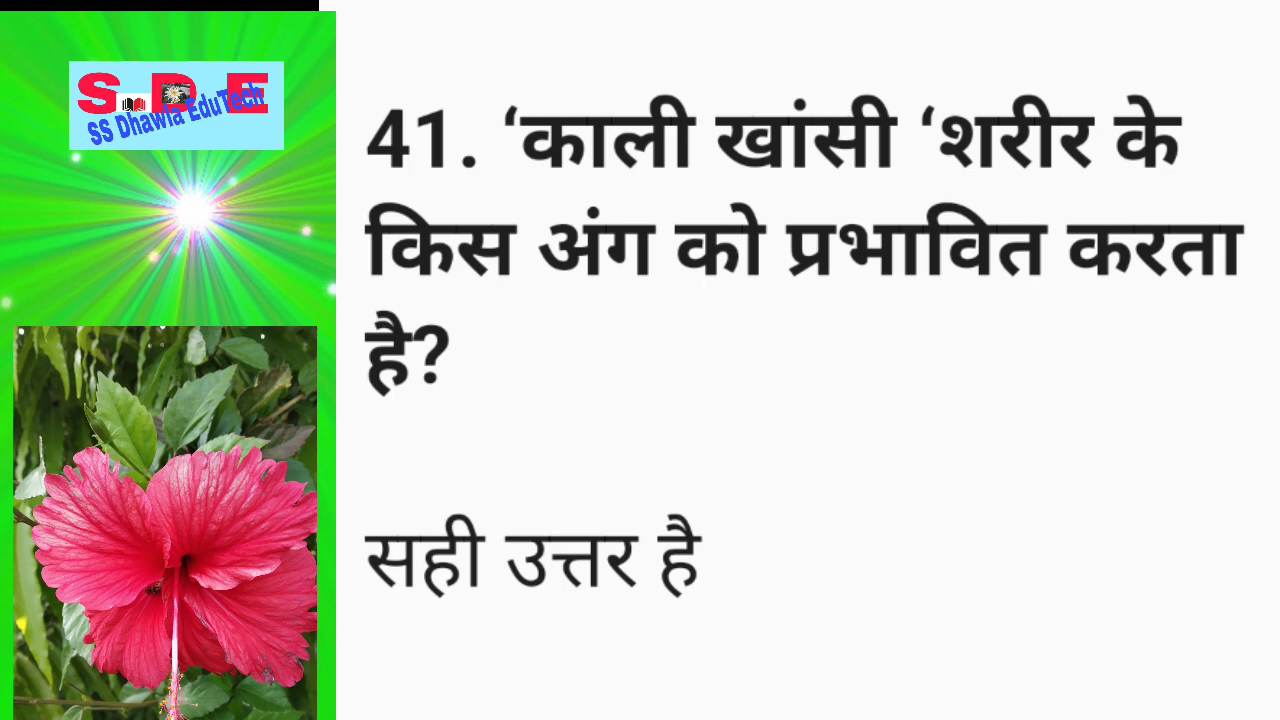 S D E
SS Dhawla EduTech
41. ‘काली खांसी ‘शरीर के
किस अंग को प्रभावित करता
है?
सही उत्तर है